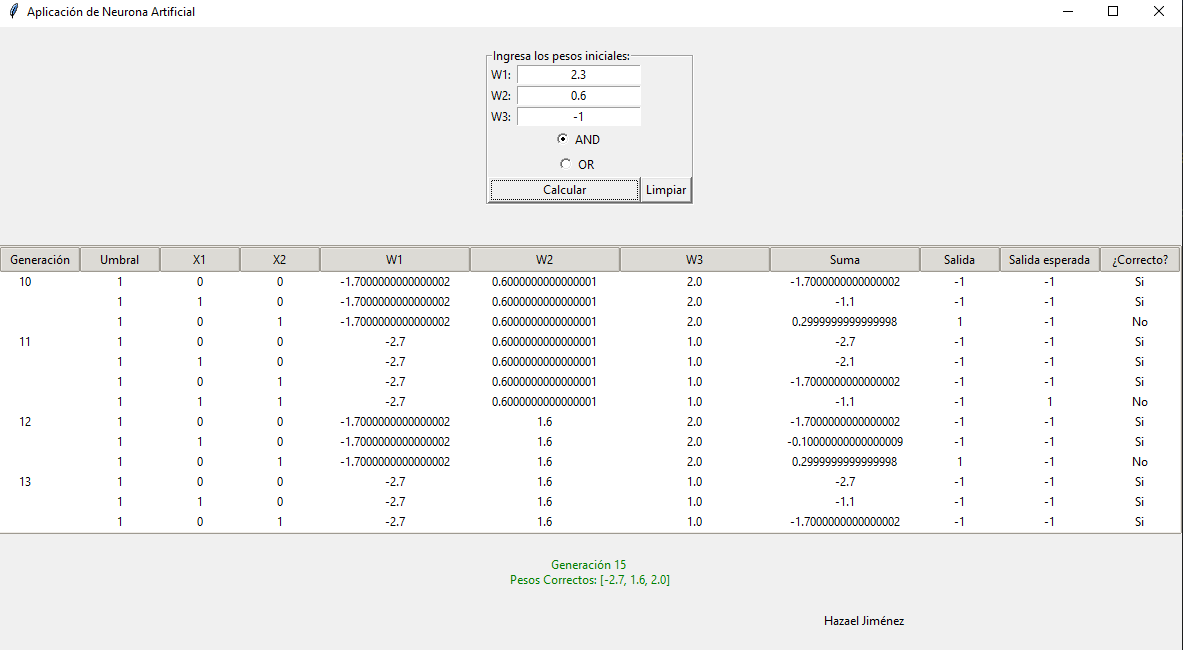 Aplicación de Neurona Artificial
Ingresa los pesos iniciales:
W1: 2.3
W2: 0.6
W3: -1
AND
OR
Calcular Limpiar
Generación Umbral X1 X2 W1 W2 W3 Suma Salida Salida esperada ¿Correcto?
10 1 0 0 -1.7000000000000002 0.6000000000000001 2.0 -1.7000000000000002 -1 -1 Si
1 1 0 -1.7000000000000002 0.6000000000000001 2.0 -1.1 -1 -1 Si
1 0 1 -1.7000000000000002 0.6000000000000001 2.0 0.2999999999999998 1 -1 No
11 1 0 0 -2.7 0.6000000000000001 1.0 -2.7 -1 -1 Si
1 1 0 -2.7 0.6000000000000001 1.0 -2.1 -1 -1 Si
1 0 1 -2.7 0.6000000000000001 1.0 -1.7000000000000002 -1 -1 Si
1 1 1 -2.7 0.6000000000000001 1.0 -1.1 -1 1 No
12 1 0 0 -1.7000000000000002 1.6 2.0 -1.7000000000000002 -1 -1 Si
1 1 0 -1.7000000000000002 1.6 2.0 -0.10000000000000009 -1 -1 Si
1 0 1 -1.7000000000000002 1.6 2.0 0.2999999999999998 1 -1 No
13 1 0 0 -2.7 1.6 1.0 -2.7 -1 -1 Si
1 1 0 -2.7 1.6 1.0 -1.1 -1 -1 Si
1 0 1 -2.7 1.6 1.0 -1.7000000000000002 -1 -1 Si
Generación 15
Pesos Correctos: [-2.7, 1.6, 2.0]
Hazael Jiménez